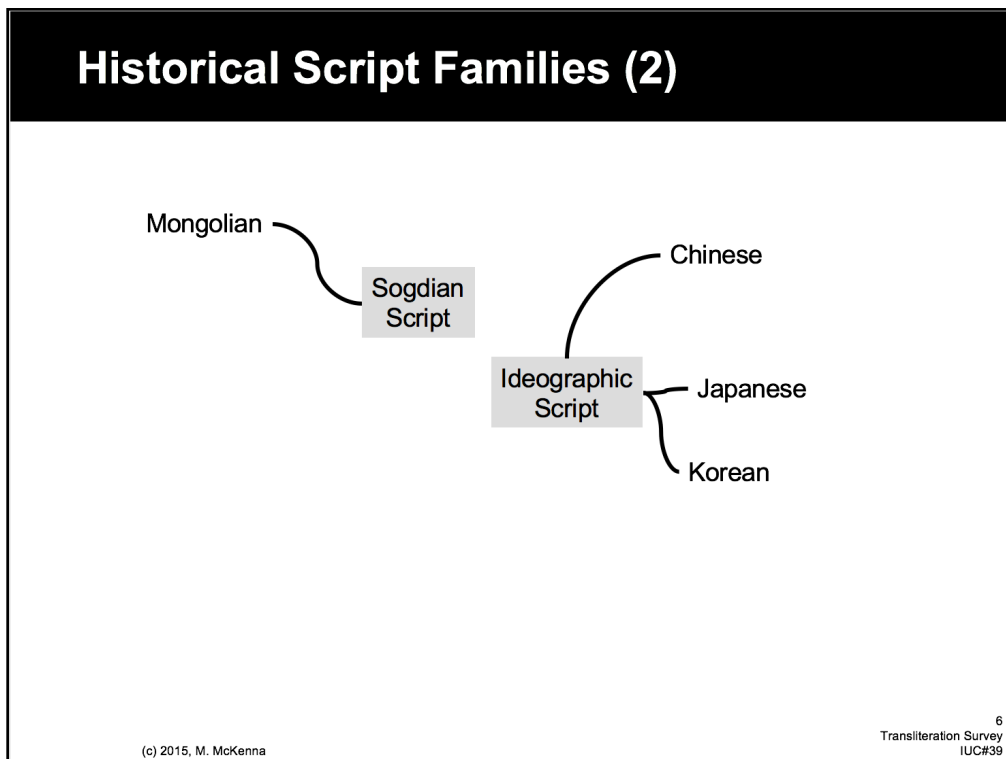 Historical Script Families (2)
Mongolian
Sogdian
Script
Chinese
Ideographic
Script
Japanese
Korean
(c) 2015, M. McKenna
6
Transliteration Survey
IUC#39